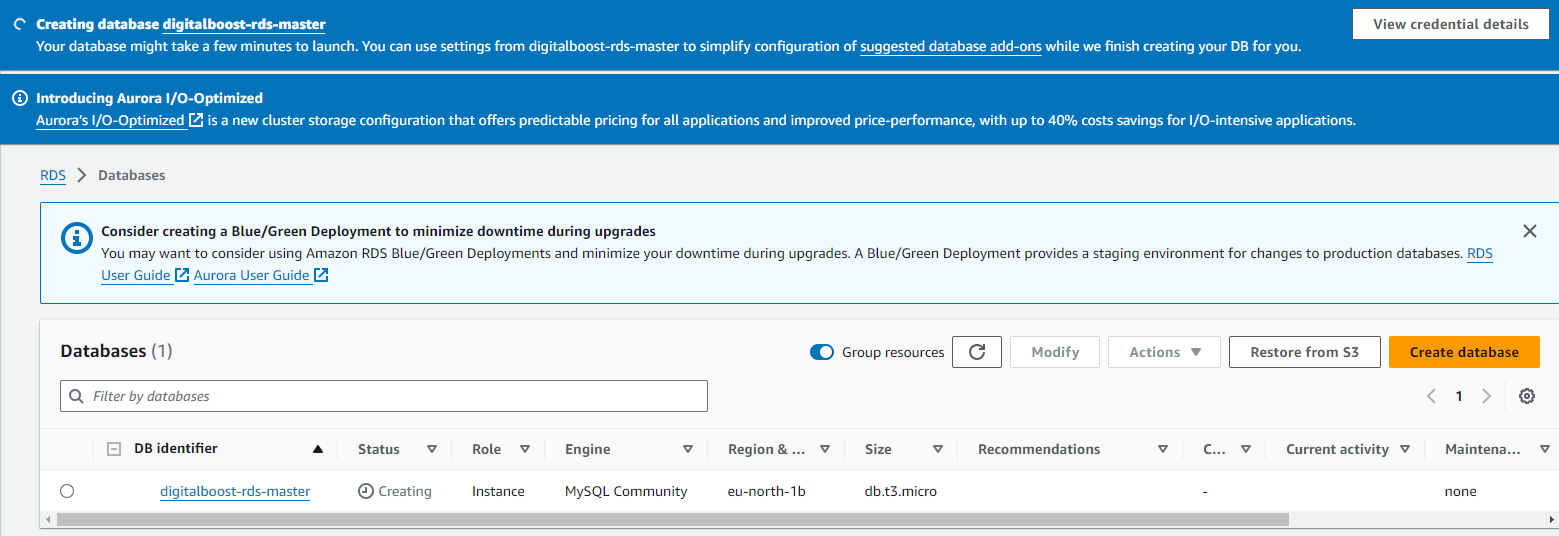 Creating database digitalboost-rds-master
View credential details
Your database might take a few minutes to launch. You can use settings from digitalboost-rds-master to simplify configuration of suggested database add-ons while we finish creating your DB for you.
Introducing Aurora I/O-Optimized
Aurora's I/O-Optimized is a new cluster storage configuration that offers predictable pricing for all applications and improved price-performance, with up to 40% costs savings for I/O-intensive applications.
RDS > Databases
Consider creating a Blue/Green Deployment to minimize downtime during upgrades
You may want to consider using Amazon RDS Blue/Green Deployments and minimize your downtime during upgrades. A Blue/Green Deployment provides a staging environment for changes to production databases. RDS
User Guide Aurora User Guide
Databases (1) Group resources Modify Actions Restore from S3 Create database
Filter by databases 1
DB identifier Status Role Engine Region & ... Size Recommendations C... Current activity Maintena...
digitalboost-rds-master Creating Instance MySQL Community eu-north-1b db.t3.micro - none